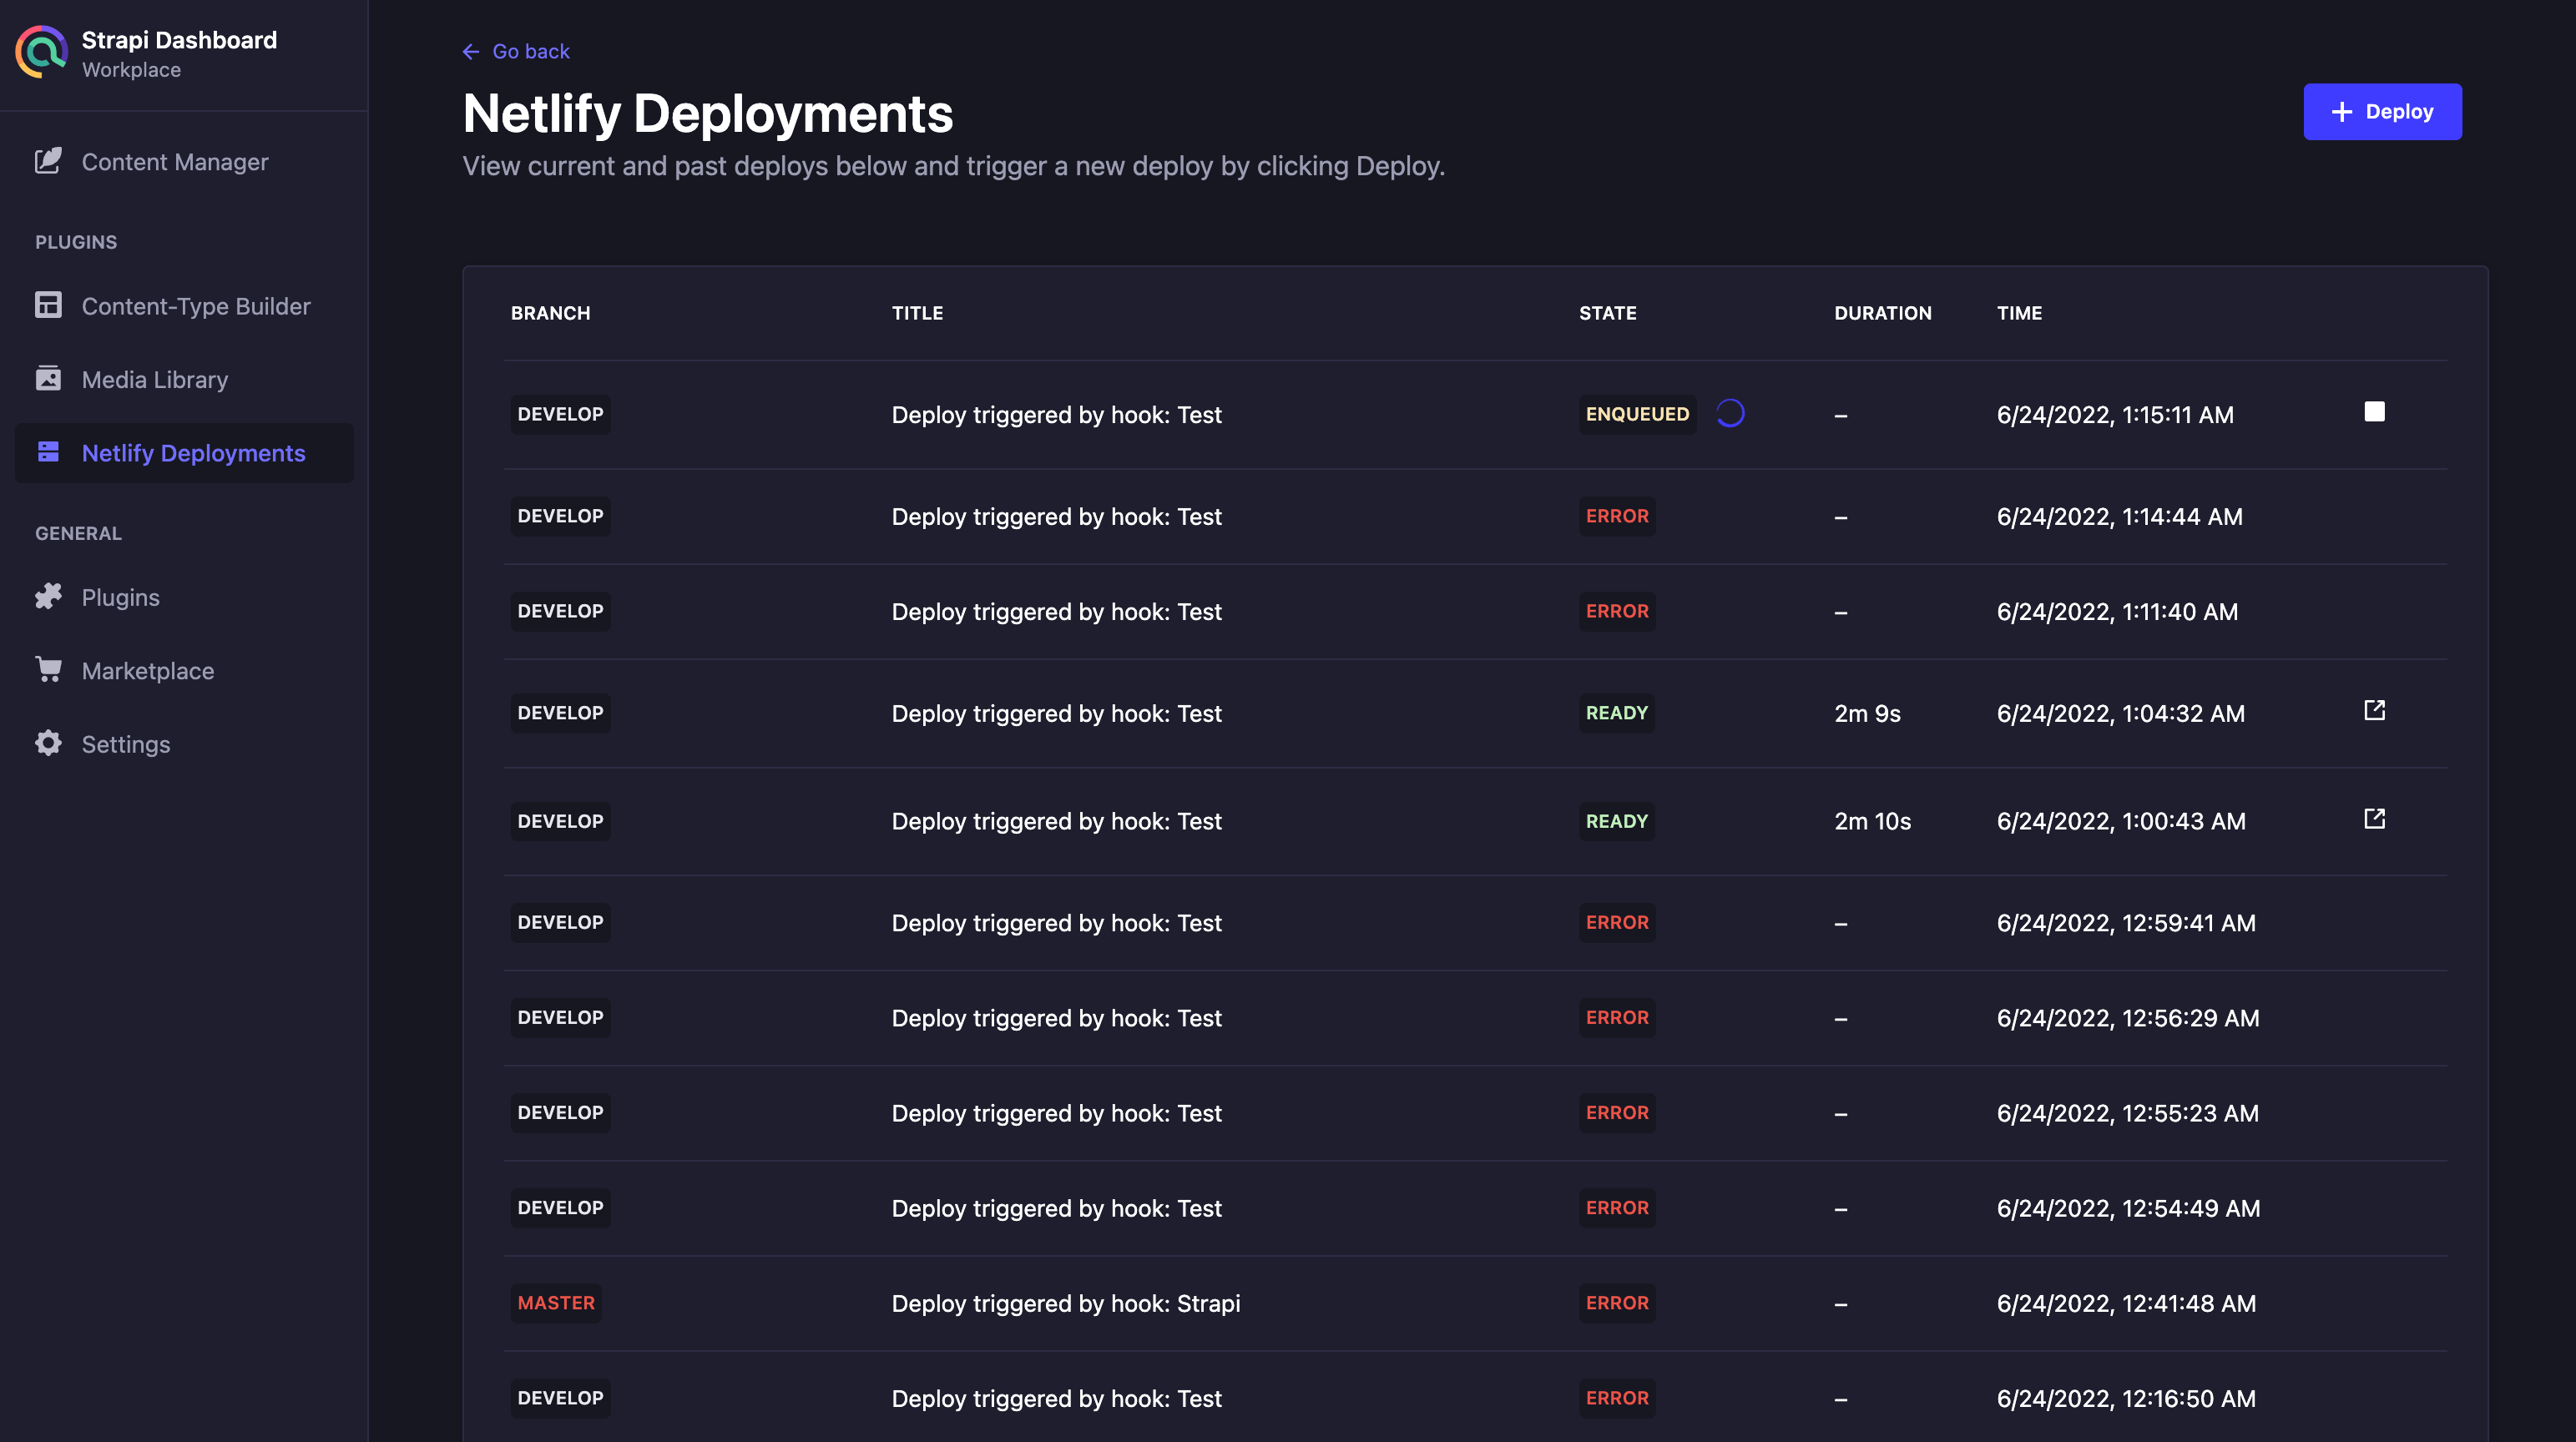 Strapi Dashboard
Workplace
Content Manager
PLUGINS
Content-Type Builder
Media Library
Netlify Deployments
GENERAL
Plugins
Marketplace
Settings
Go back
Netlify Deployments
View current and past deploys below and trigger a new deploy by clicking Deploy.
Deploy
BRANCH TITLE STATE DURATION TIME
DEVELOP Deploy triggered by hook: Test ENQUEUED – 6/24/2022, 1:15:11 AM
DEVELOP Deploy triggered by hook: Test ERROR – 6/24/2022, 1:14:44 AM
DEVELOP Deploy triggered by hook: Test ERROR – 6/24/2022, 1:11:40 AM
DEVELOP Deploy triggered by hook: Test READY 2m 9s 6/24/2022, 1:04:32 AM
DEVELOP Deploy triggered by hook: Test READY 2m 10s 6/24/2022, 1:00:43 AM
DEVELOP Deploy triggered by hook: Test ERROR – 6/24/2022, 12:59:41 AM
DEVELOP Deploy triggered by hook: Test ERROR – 6/24/2022, 12:56:29 AM
DEVELOP Deploy triggered by hook: Test ERROR – 6/24/2022, 12:55:23 AM
DEVELOP Deploy triggered by hook: Test ERROR – 6/24/2022, 12:54:49 AM
MASTER Deploy triggered by hook: Strapi ERROR – 6/24/2022, 12:41:48 AM
DEVELOP Deploy triggered by hook: Test ERROR – 6/24/2022, 12:16:50 AM